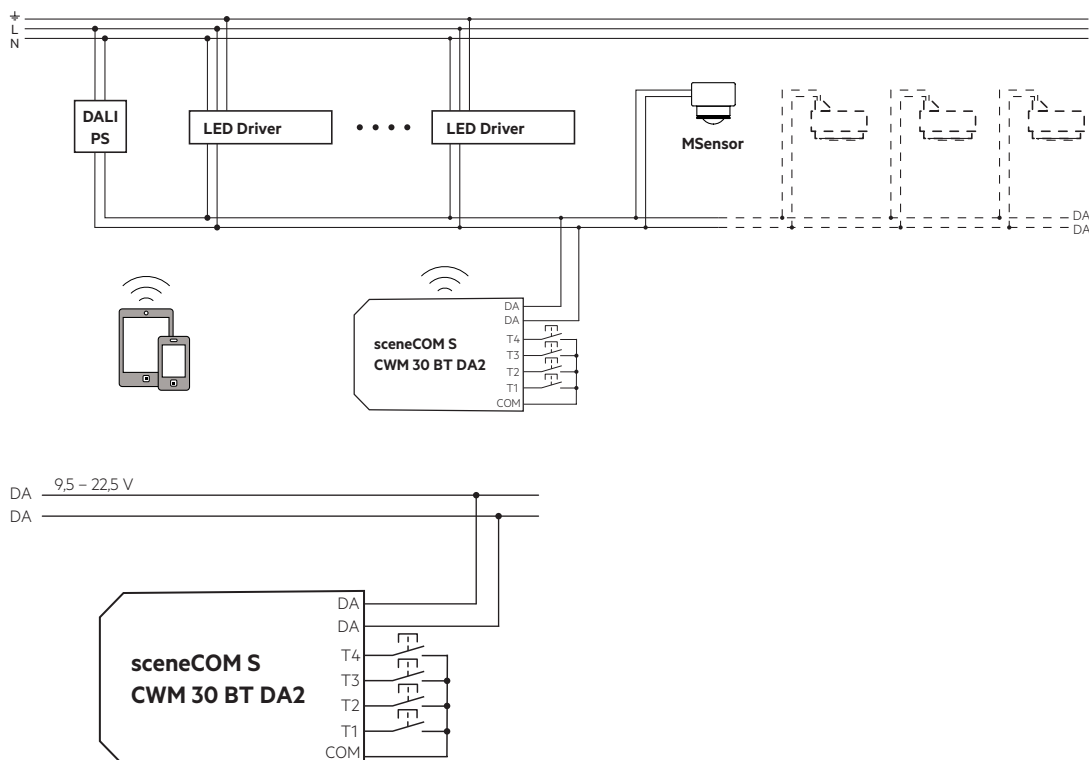 L
N
DALI
PS
LED Driver
LED Driver
MSensor
DA
DA
sceneCOM S
CWM 30 BT DA2
DA
DA
T4
T3
T2
T1
COM
DA 9,5 – 22,5 V
DA
sceneCOM S
CWM 30 BT DA2
DA
DA
T4
T3
T2
T1
COM